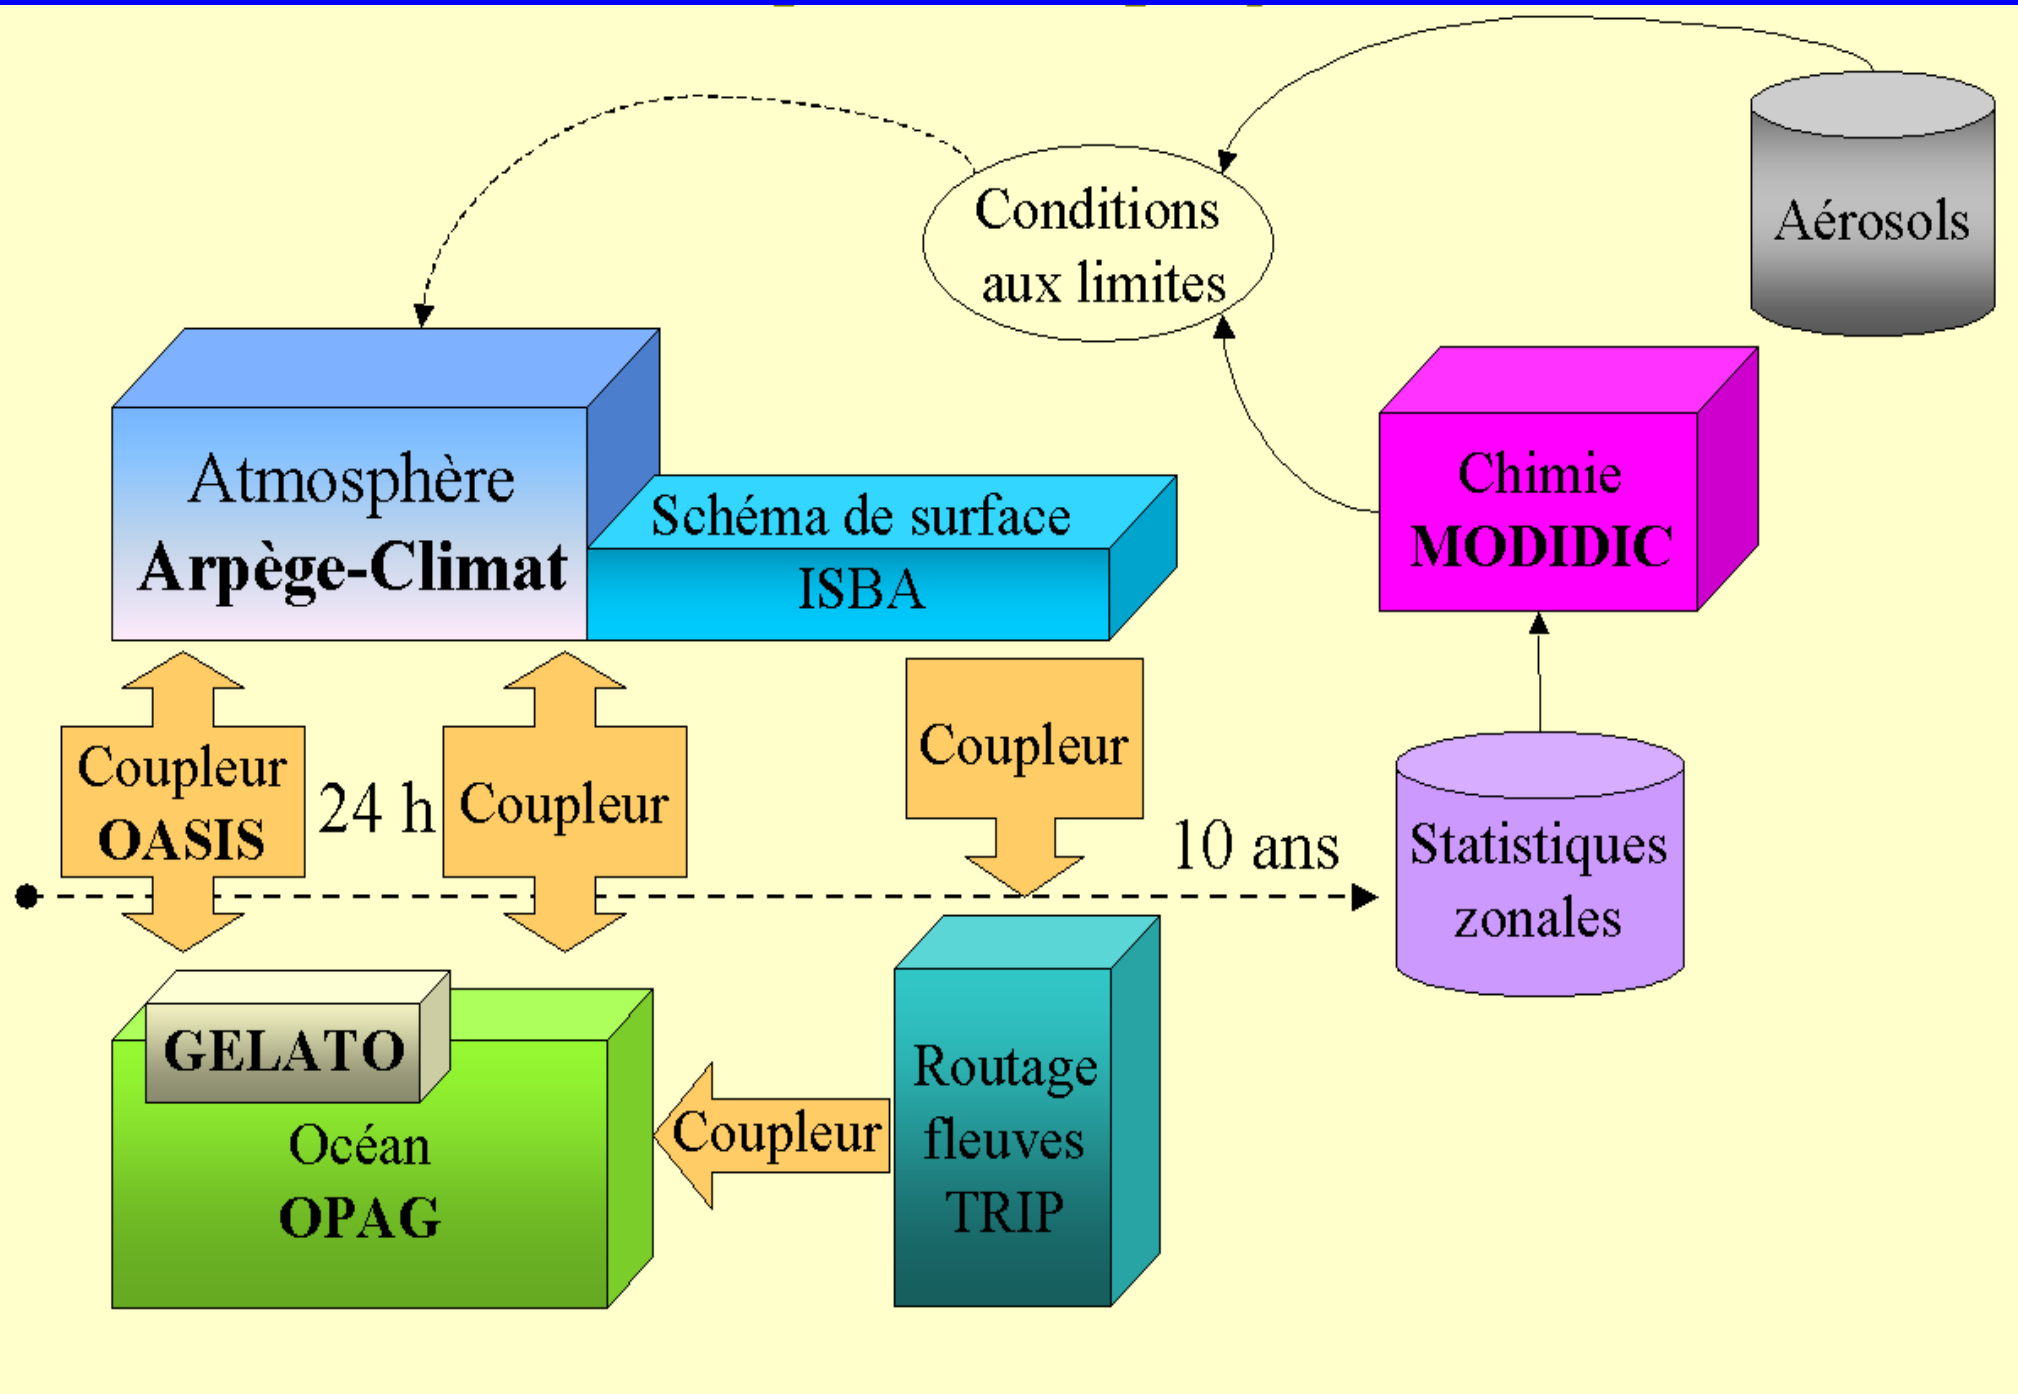 Conditions
aux limites
Aérosols
Atmosphère
Arpège-Climat
Schéma de surface
ISBA
Chimie
MODIDIC
Coupleur
OASIS
24 h
Coupleur
Coupleur
10 ans
Statistiques
zonales
GELATO
Océan
OPAG
Coupleur
Routage
fleuves
TRIP